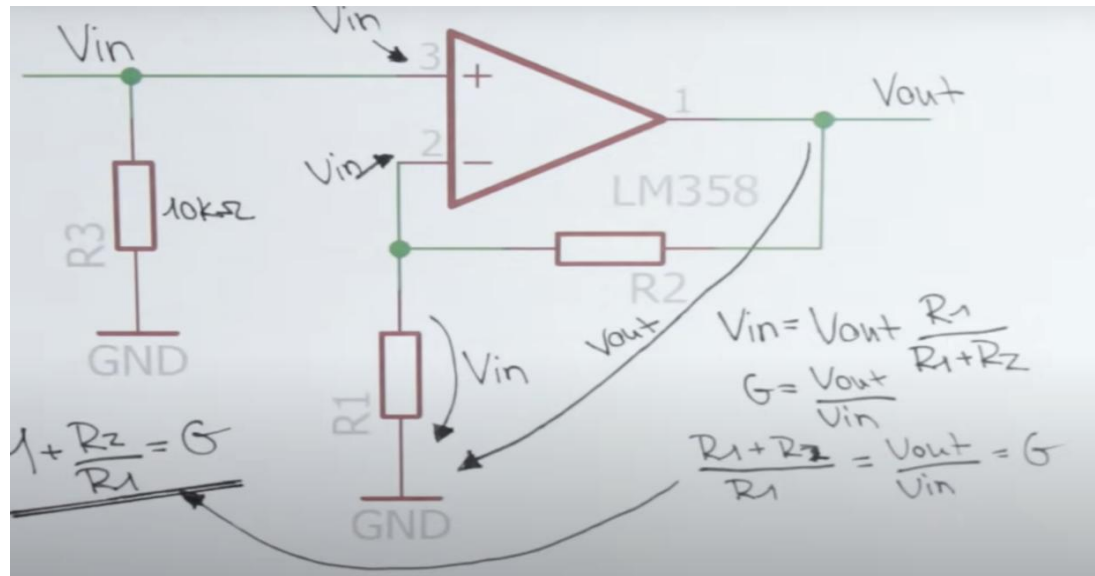 Vin
Vin
3
+
1
Vout
Vin
2
−
LM358
R3
10kΩ
R2
GND
Vout
Vin = Vout R1/(R1+R2)
R1
Vin
G = Vout/Vin
1 + R2/R1 = G
(R1+R2)/R1 = Vout/Vin = G
GND